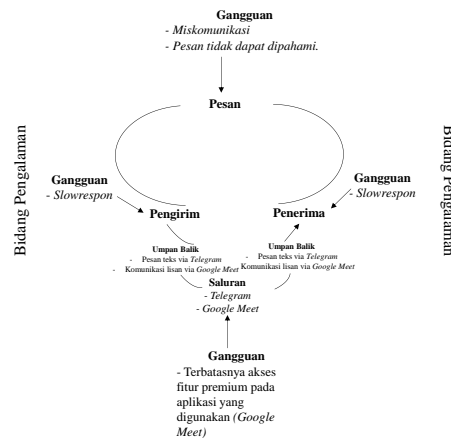 Gangguan
- Miskomunikasi
- Pesan tidak dapat dipahami.
Pesan
Bidang Pengalaman
Bidang Pengalaman
Gangguan
- Slowrespon
Gangguan
- Slowrespon
Pengirim
Penerima
Umpan Balik
- Pesan teks via Telegram
- Komunikasi lisan via Google Meet
Umpan Balik
- Pesan teks via Telegram
- Komunikasi lisan via Google Meet
Saluran
- Telegram
- Google Meet
Gangguan
- Terbatasnya akses
fitur premium pada
aplikasi yang
digunakan (Google
Meet)